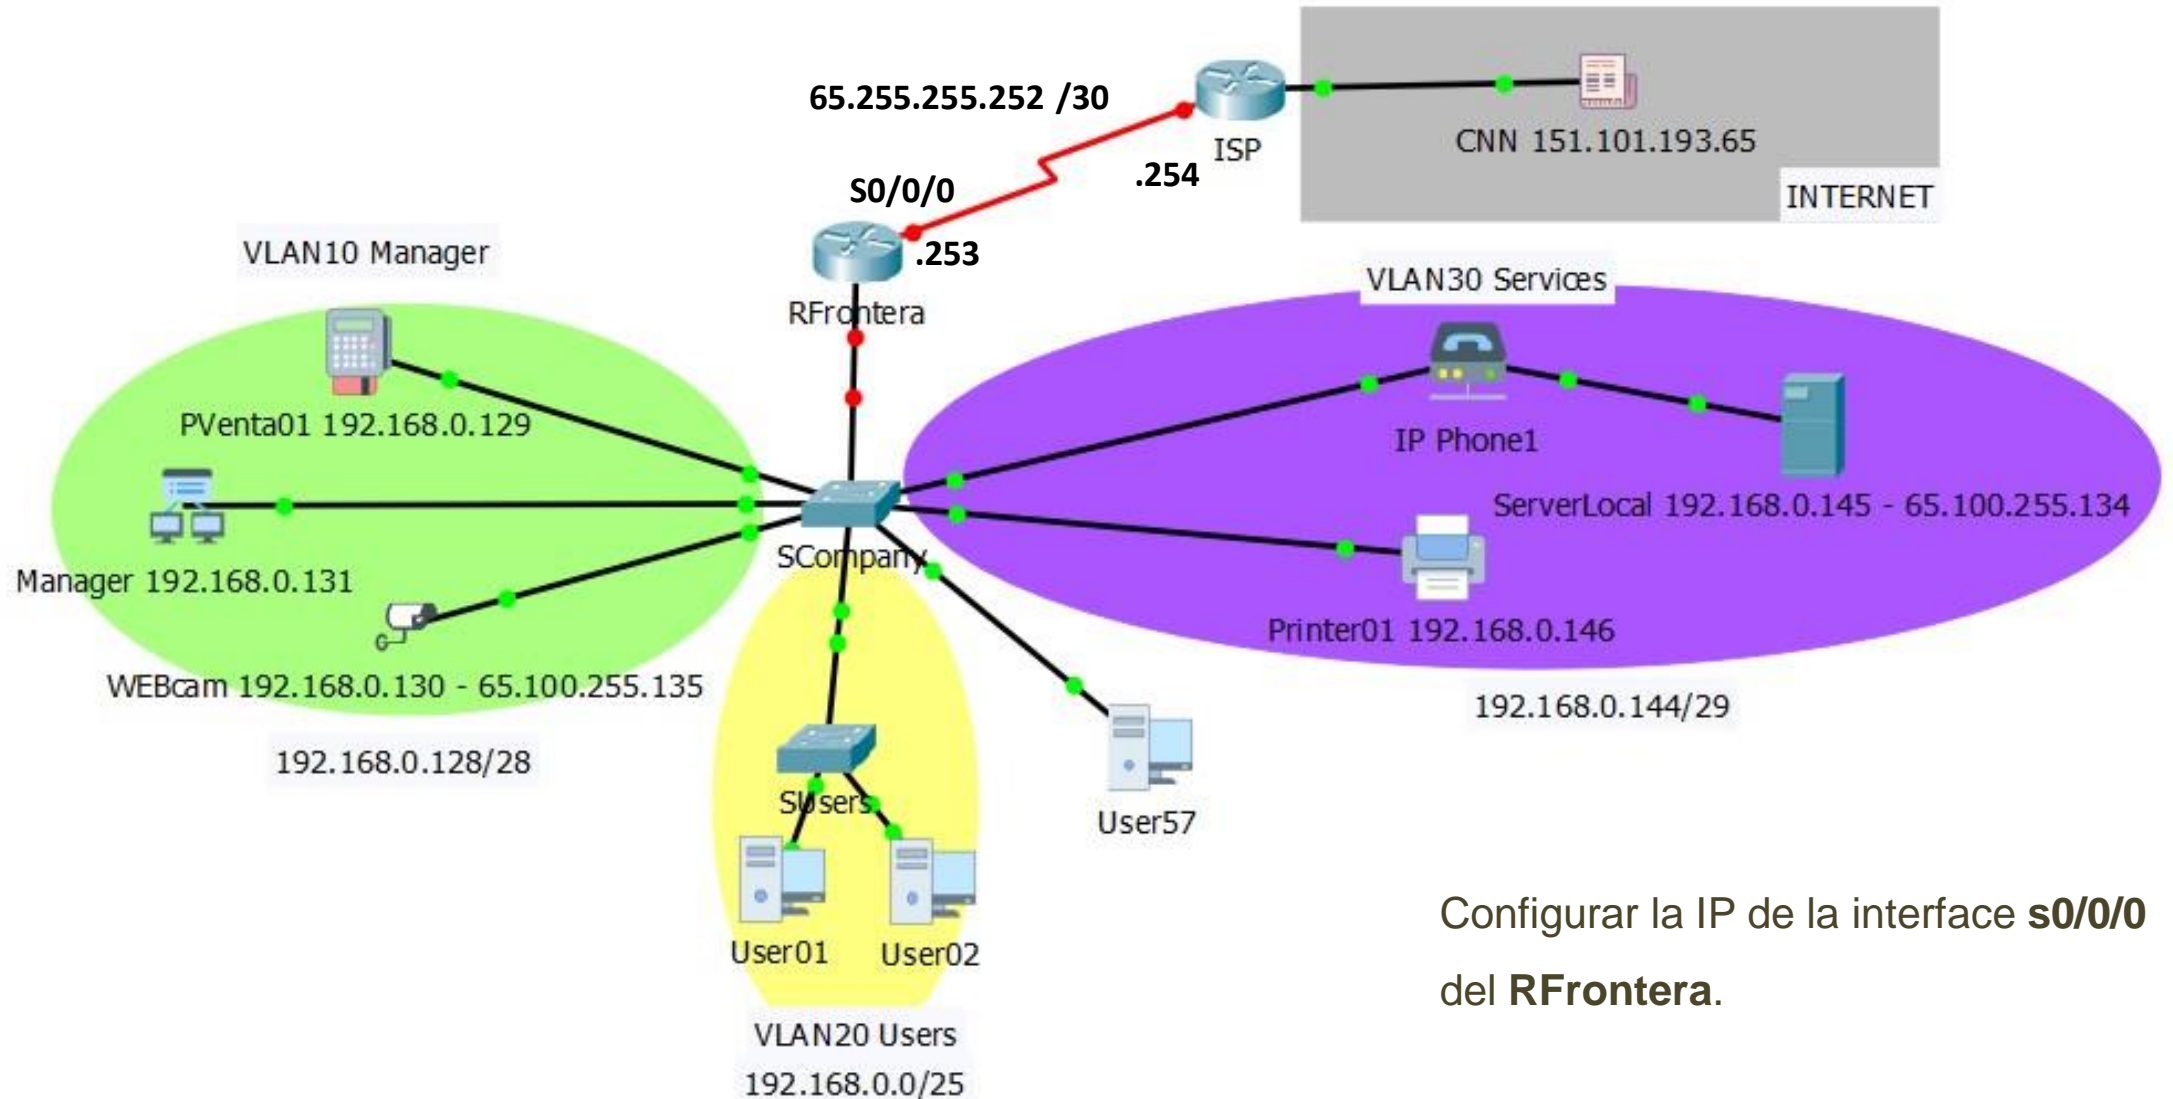 65.255.255.252 /30
ISP
CNN 151.101.193.65
.254
S0/0/0
INTERNET
.253
VLAN10 Manager
VLAN30 Services
RFrontera
PVenta01 192.168.0.129
IP Phone1
ServerLocal 192.168.0.145 - 65.100.255.134
SCompany
Manager 192.168.0.131
Printer01 192.168.0.146
WEBcam 192.168.0.130 - 65.100.255.135
192.168.0.144/29
192.168.0.128/28
SUsers
User57
User01
User02
Configurar la IP de la interface s0/0/0
del RFrontera.
VLAN20 Users
192.168.0.0/25